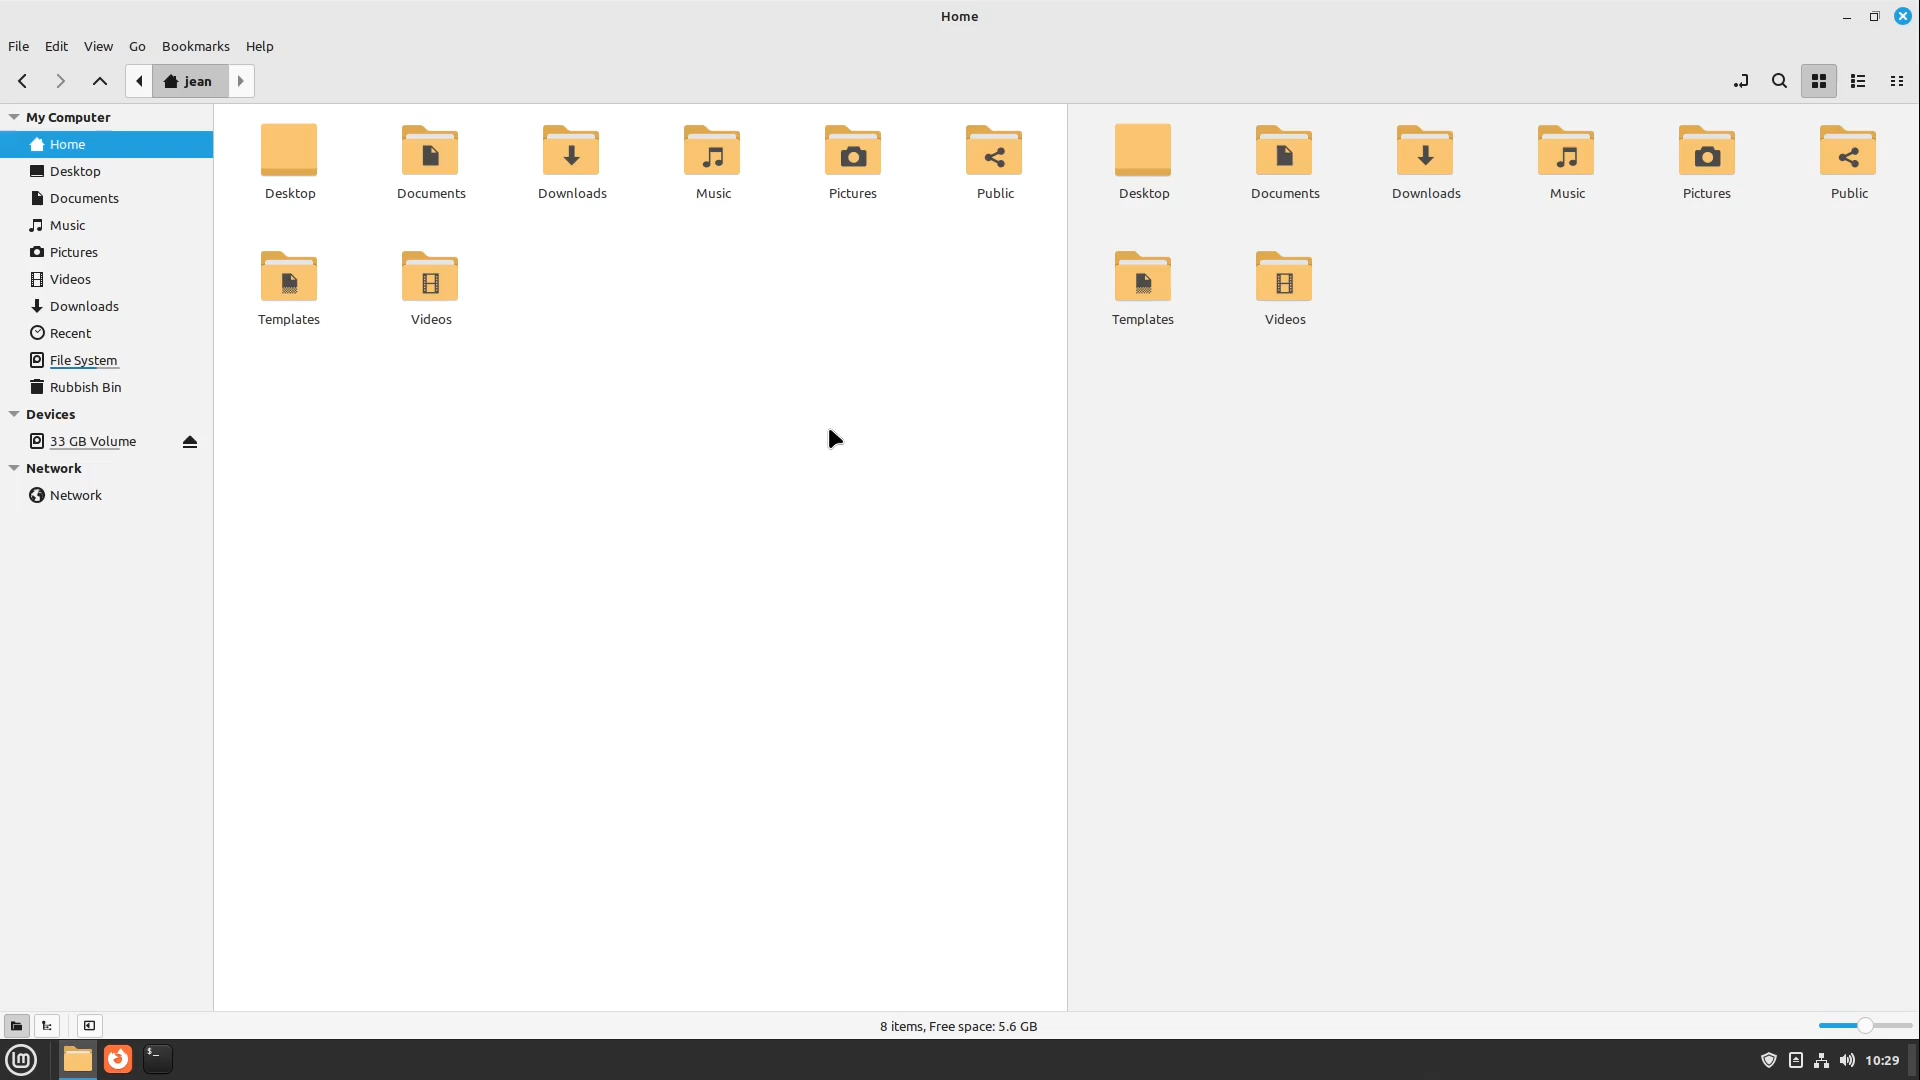 Home
File Edit View Go Bookmarks Help
jean
My Computer
Home
Desktop
Documents
Music
Pictures
Videos
Downloads
Recent
File System
Rubbish Bin
Devices
33 GB Volume
Network
Network
Desktop Documents Downloads Music Pictures Public
Templates Videos
Desktop Documents Downloads Music Pictures Public
Templates Videos
8 items, Free space: 5.6 GB
lm
$_
10:29